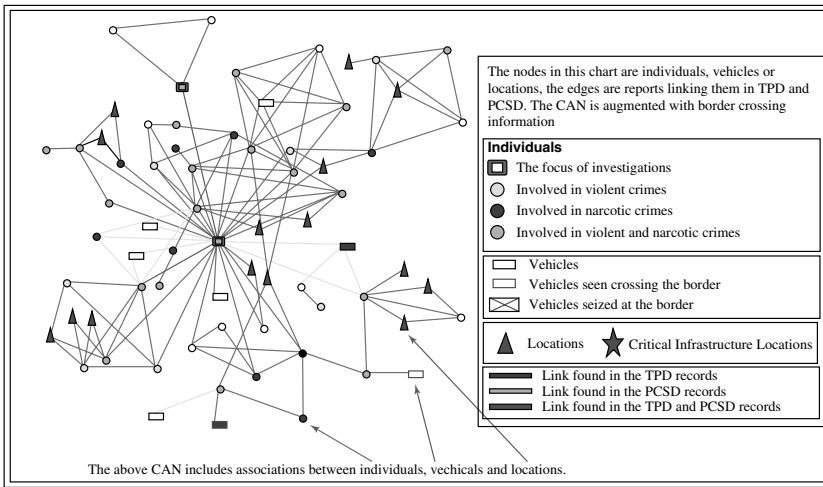 The nodes in this chart are individuals, vehicles or
locations, the edges are reports linking them in TPD and
PCSD. The CAN is augmented with border crossing
information
Individuals
The focus of investigations
Involved in violent crimes
Involved in narcotic crimes
Involved in violent and narcotic crimes
Vehicles
Vehicles seen crossing the border
Vehicles seized at the border
Locations Critical Infrastructure Locations
Link found in the TPD records
Link found in the PCSD records
Link found in the TPD and PCSD records
The above CAN includes associations between individuals, vechicals and locations.